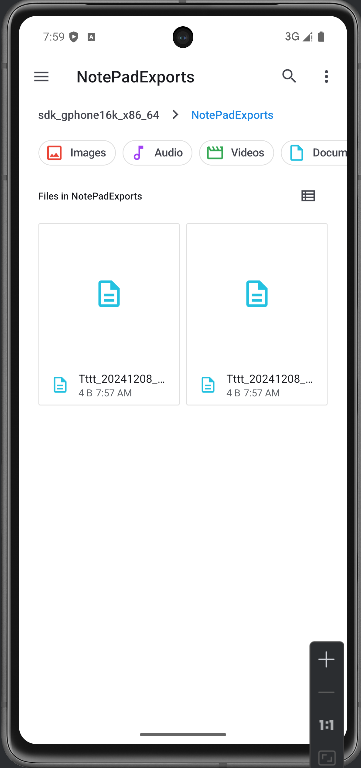 7:59 3G
NotePadExports
sdk_gphone16k_x86_64 > NotePadExports
Images Audio Videos Docum
Files in NotePadExports
Tttt_20241208_... Tttt_20241208_...
4 B 7:57 AM 4 B 7:57 AM
1:1